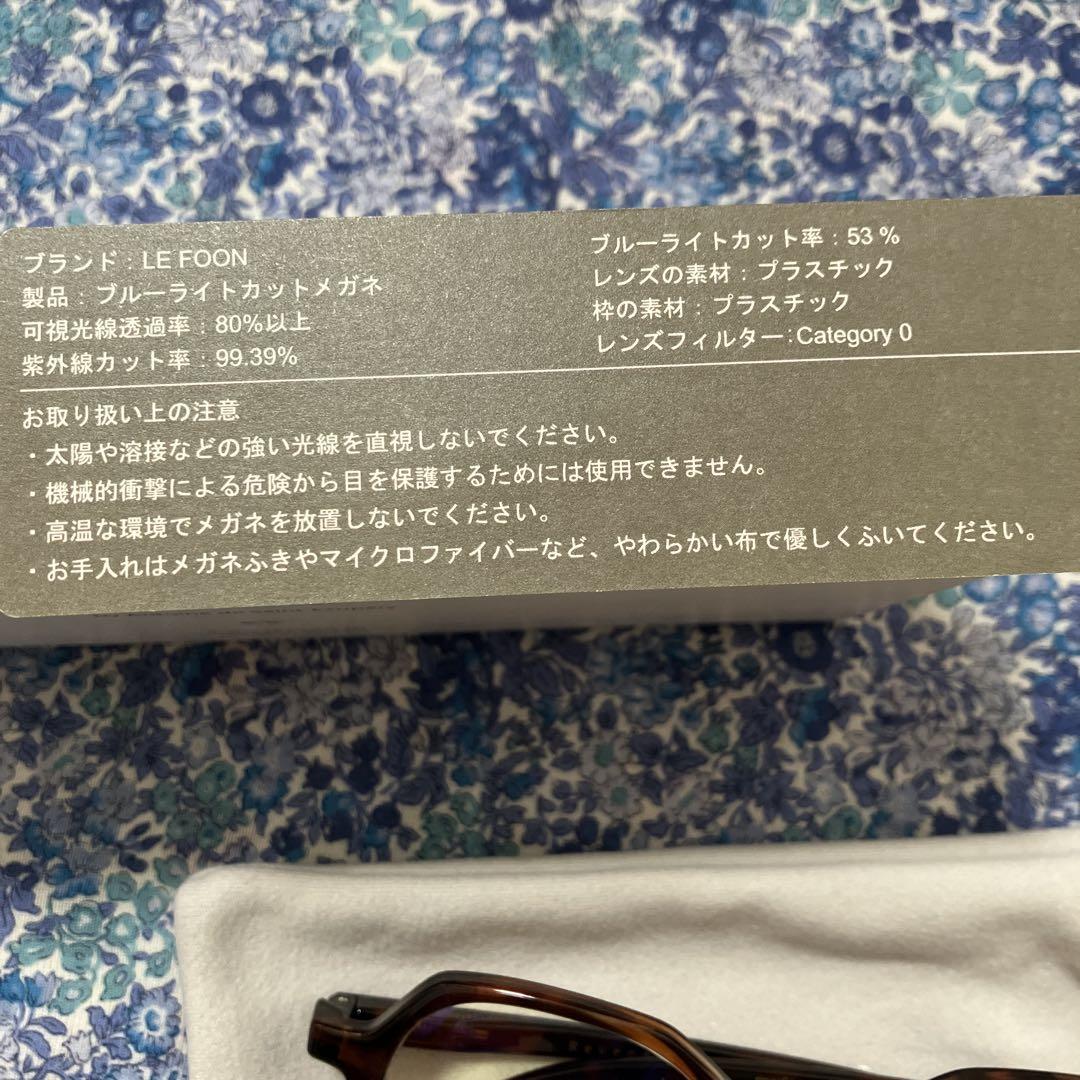 ブランド：LE FOON
製品：ブルーライトカットメガネ
可視光線透過率：80%以上
紫外線カット率：99.39%
ブルーライトカット率：53 %
レンズの素材：プラスチック
枠の素材：プラスチック
レンズフィルター：Category 0
お取り扱い上の注意
・太陽や溶接などの強い光線を直視しないでください。
・機械的衝撃による危険から目を保護するためには使用できません。
・高温な環境でメガネを放置しないでください。
・お手入れはメガネふきやマイクロファイバーなど、やわらかい布で優しくふいてください。